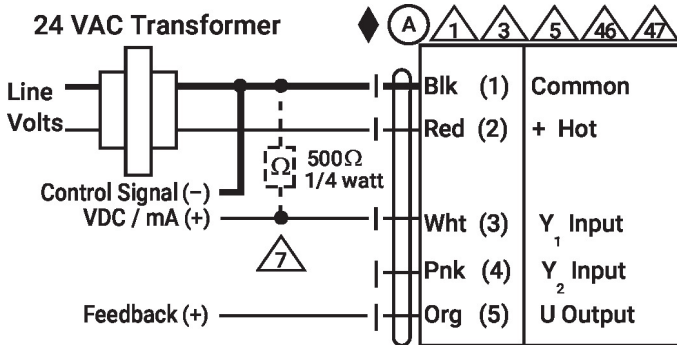 24 VAC Transformer
A 1 3 5 46 47
Line
Volts
Blk (1) Common
Red (2) + Hot
Ω 500Ω
1/4 watt
Control Signal (−)
VDC / mA (+)
7
Wht (3) Y1 Input
Pnk (4) Y2 Input
Feedback (+)
Org (5) U Output